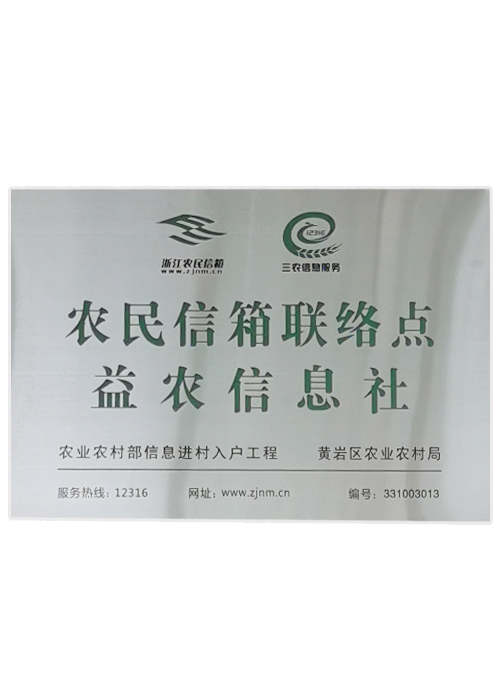 12316
浙江农民信箱 三农信息服务
www.zjnm.cn
农民信箱联络点
益农信息社
农业农村部信息进村入户工程 黄岩区农业农村局
服务热线：12316 网址：www.zjnm.cn 编号：331003013